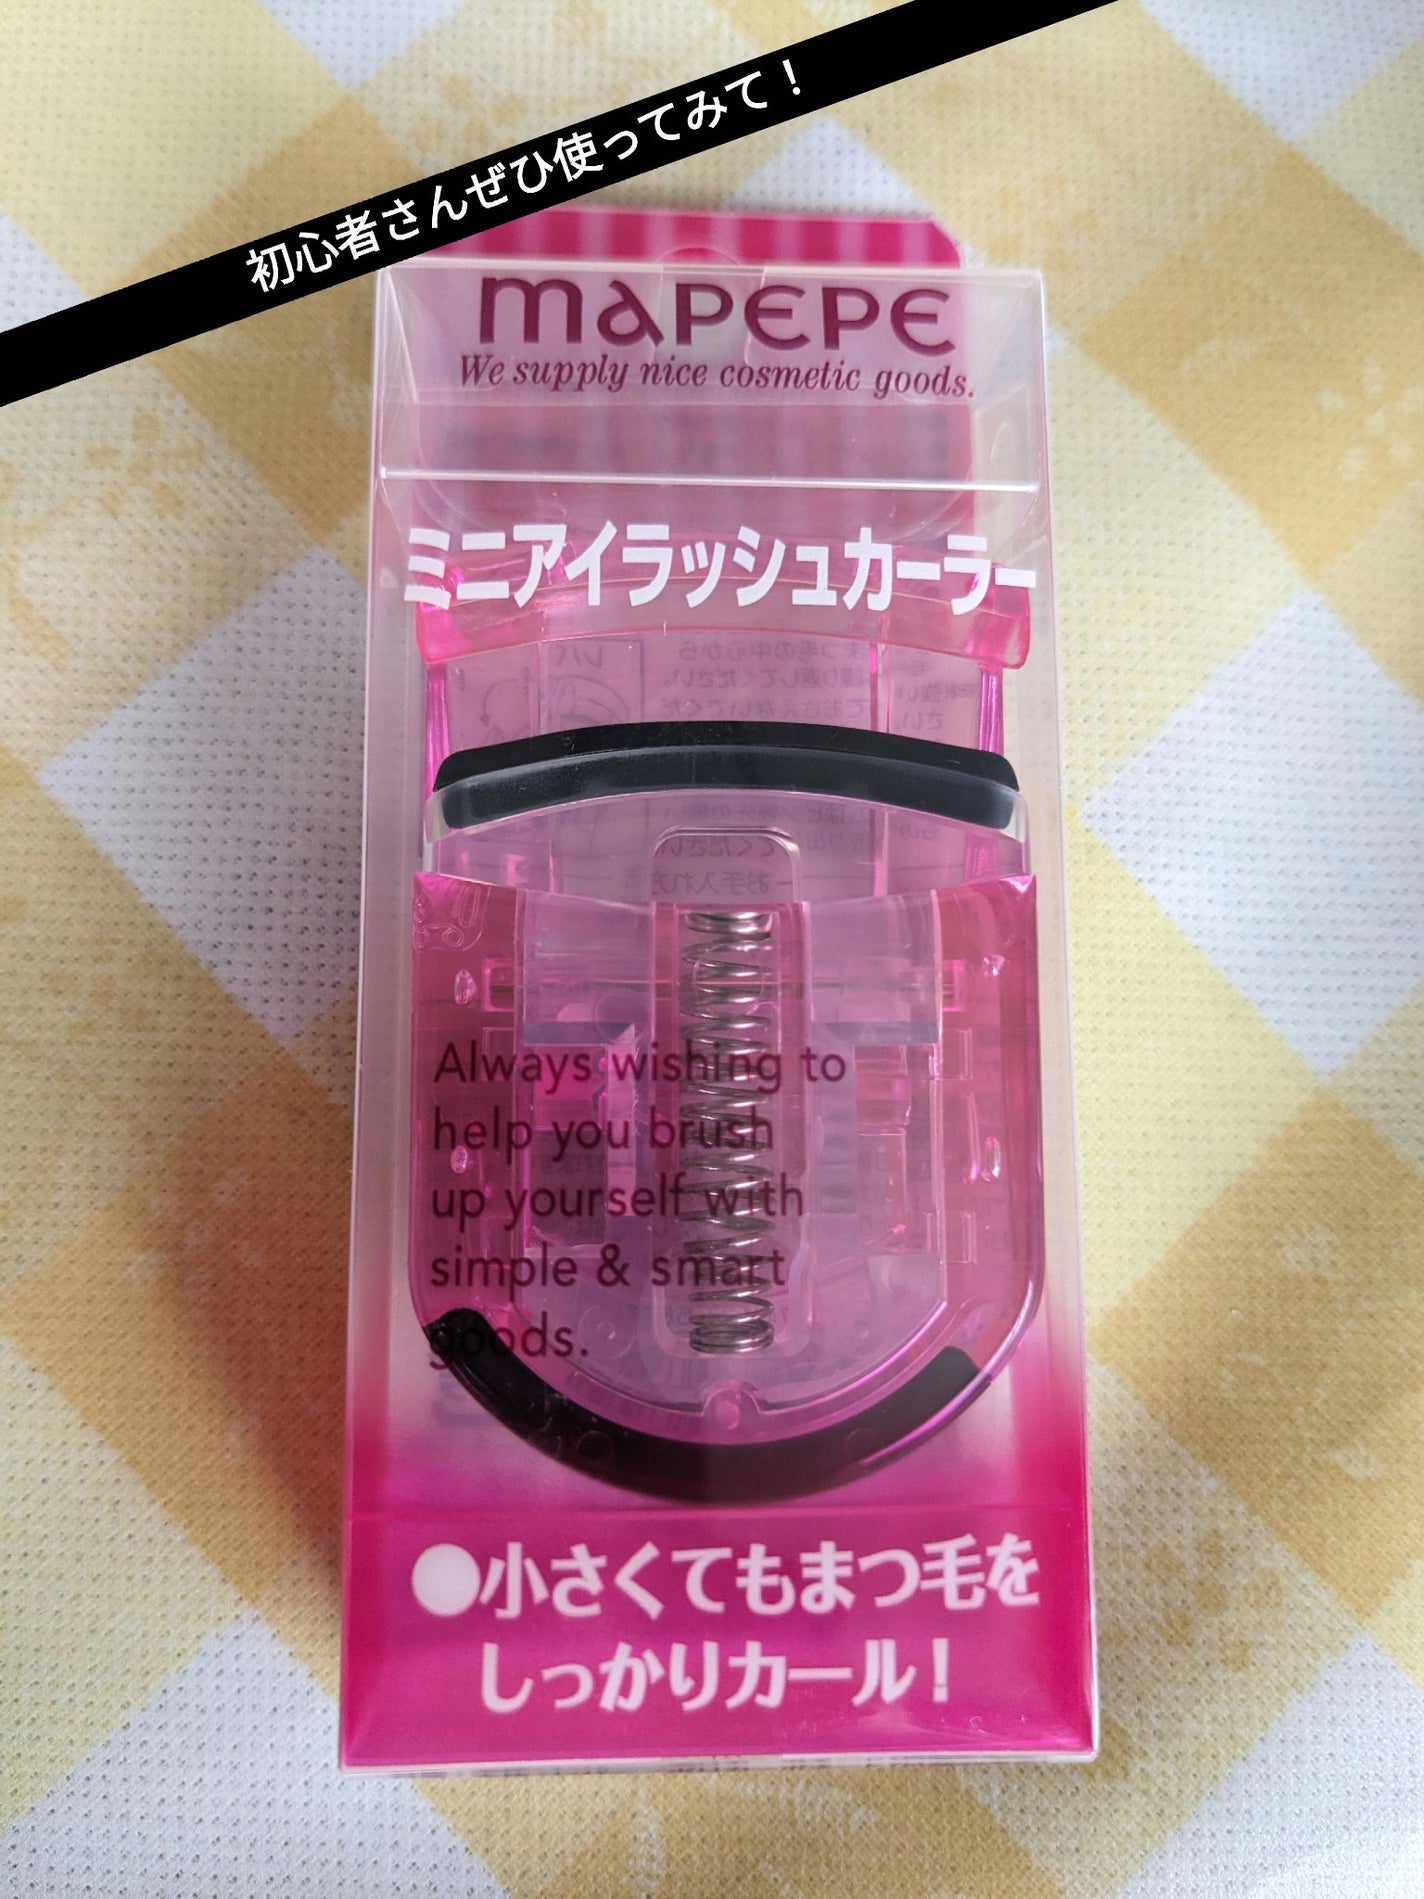 初心者さんぜひ使ってみて！
mapepe
We supply nice cosmetic goods.
ミニアイラッシュカーラー
Always wishing to
help you brush
up yourself with
simple & smart
goods.
●小さくてもまつ毛を
しっかりカール！